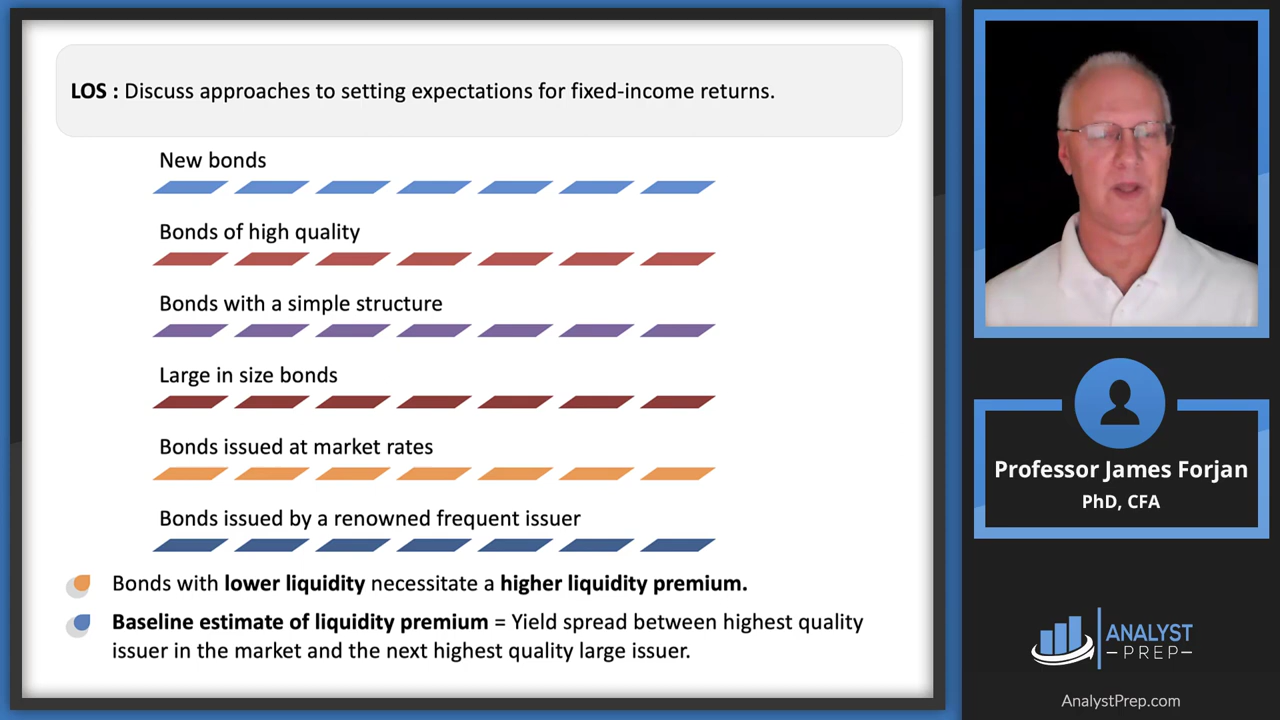 LOS : Discuss approaches to setting expectations for fixed-income returns.
New bonds
Bonds of high quality
Bonds with a simple structure
Large in size bonds
Bonds issued at market rates
Bonds issued by a renowned frequent issuer
Bonds with lower liquidity necessitate a higher liquidity premium.
Baseline estimate of liquidity premium = Yield spread between highest quality
issuer in the market and the next highest quality large issuer.
Professor James Forjan
PhD, CFA
ANALYST
PREP
AnalystPrep.com